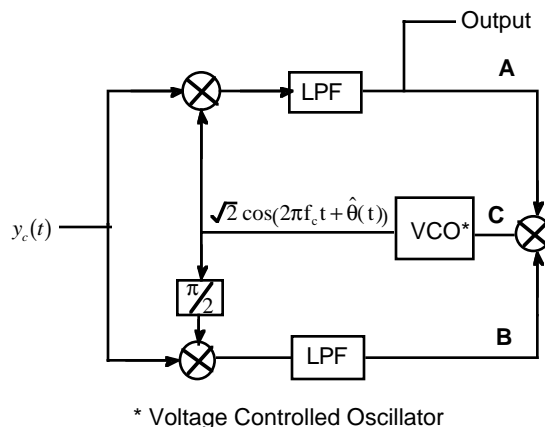 Output
A
LPF
y_c(t)
√2 cos(2πf_c t + θ̂(t))
VCO*
C
π/2
B
LPF
* Voltage Controlled Oscillator